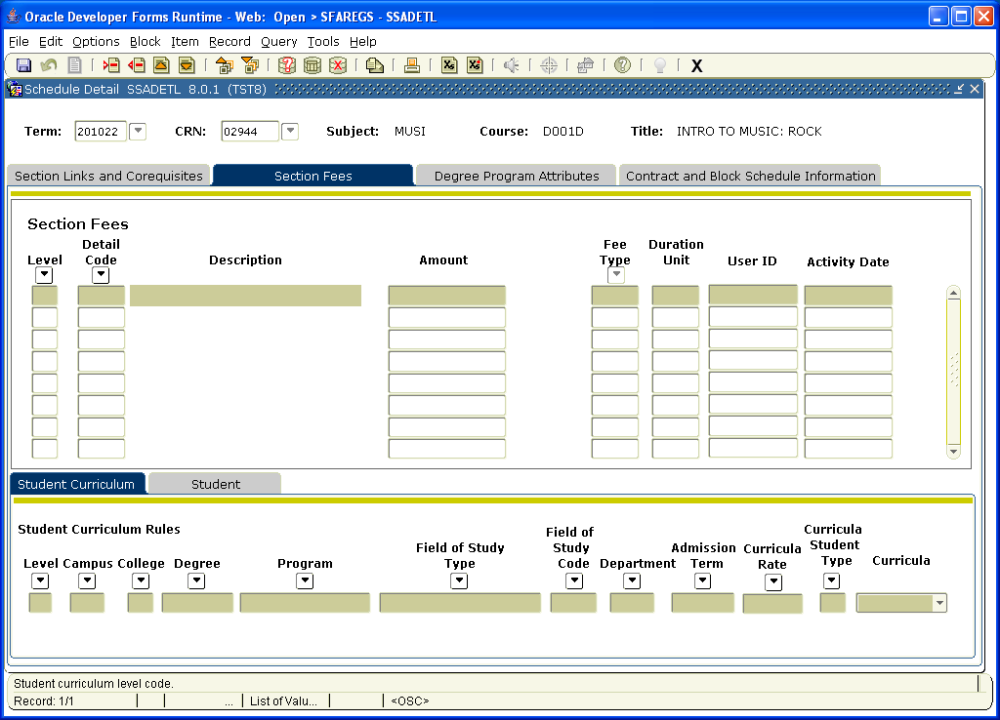 Oracle Developer Forms Runtime - Web: Open > SFAREGS - SSADETL
File Edit Options Block Item Record Query Tools Help
X
Schedule Detail SSADETL 8.0.1 (TST8)
Term: 201022 CRN: 02944 Subject: MUSI Course: D001D Title: INTRO TO MUSIC: ROCK
Section Links and Corequisites Section Fees Degree Program Attributes Contract and Block Schedule Information
Section Fees
Level Detail Code Description Amount Fee Type Duration Unit User ID Activity Date
Student Curriculum Student
Student Curriculum Rules
Level Campus College Degree Program Field of Study Type Field of Study Code Department Admission Term Curricula Rate Curricula Student Type Curricula
Student curriculum level code.
Record: 1/1 ... List of Valu... <OSC>